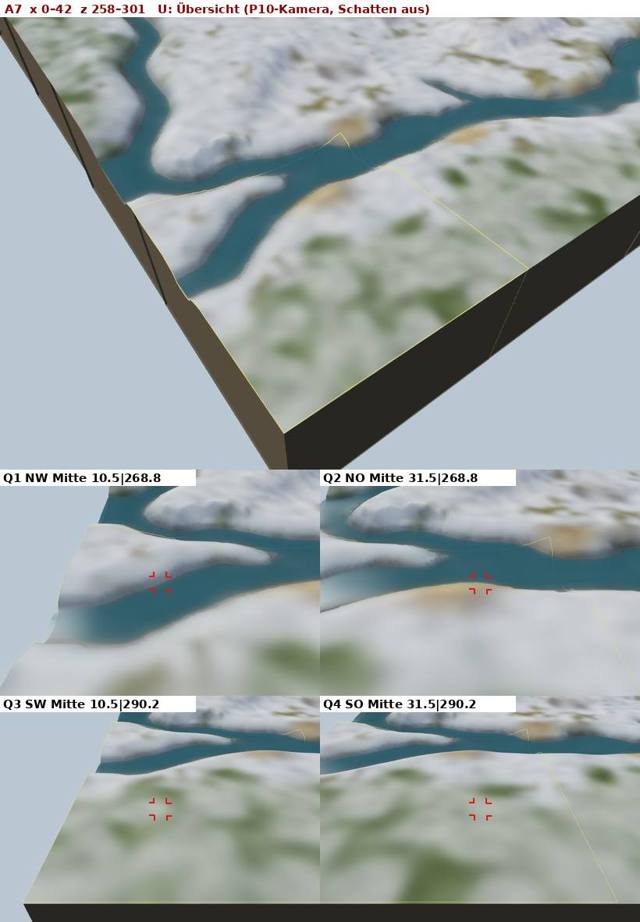 A7 x 0–42 z 258–301 U: Übersicht (P10-Kamera, Schatten aus)
Q1 NW Mitte 10.5|268.8
Q2 NO Mitte 31.5|268.8
Q3 SW Mitte 10.5|290.2
Q4 SO Mitte 31.5|290.2